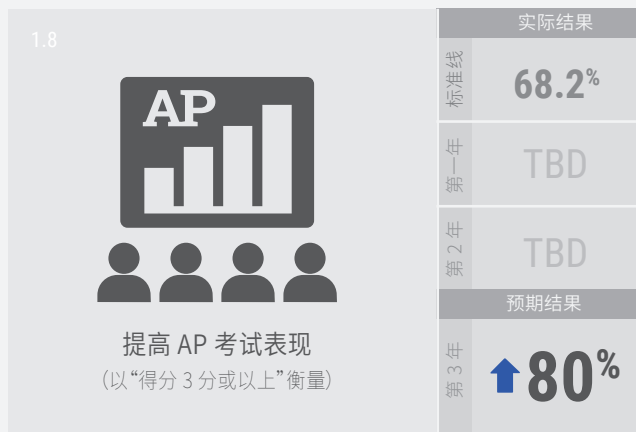 1.8
AP
提高 AP 考试表现
（以“得分 3 分或以上”衡量）
实际结果
标准线
68.2%
第一年
TBD
第 2 年
TBD
预期结果
第 3 年
80%